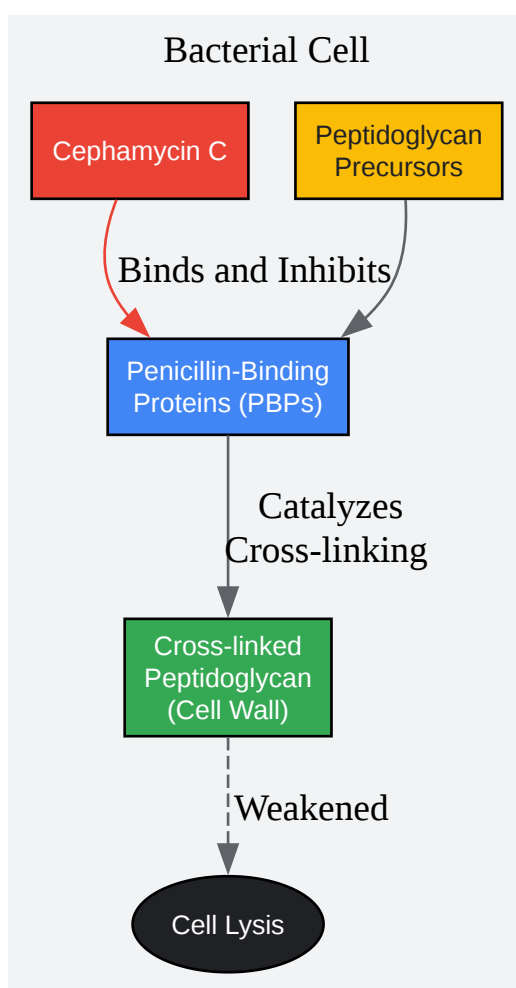 Bacterial Cell
Cephamycin C
Peptidoglycan
Precursors
Binds and Inhibits
Penicillin-Binding
Proteins (PBPs)
Catalyzes
Cross-linking
Cross-linked
Peptidoglycan
(Cell Wall)
Weakened
Cell Lysis